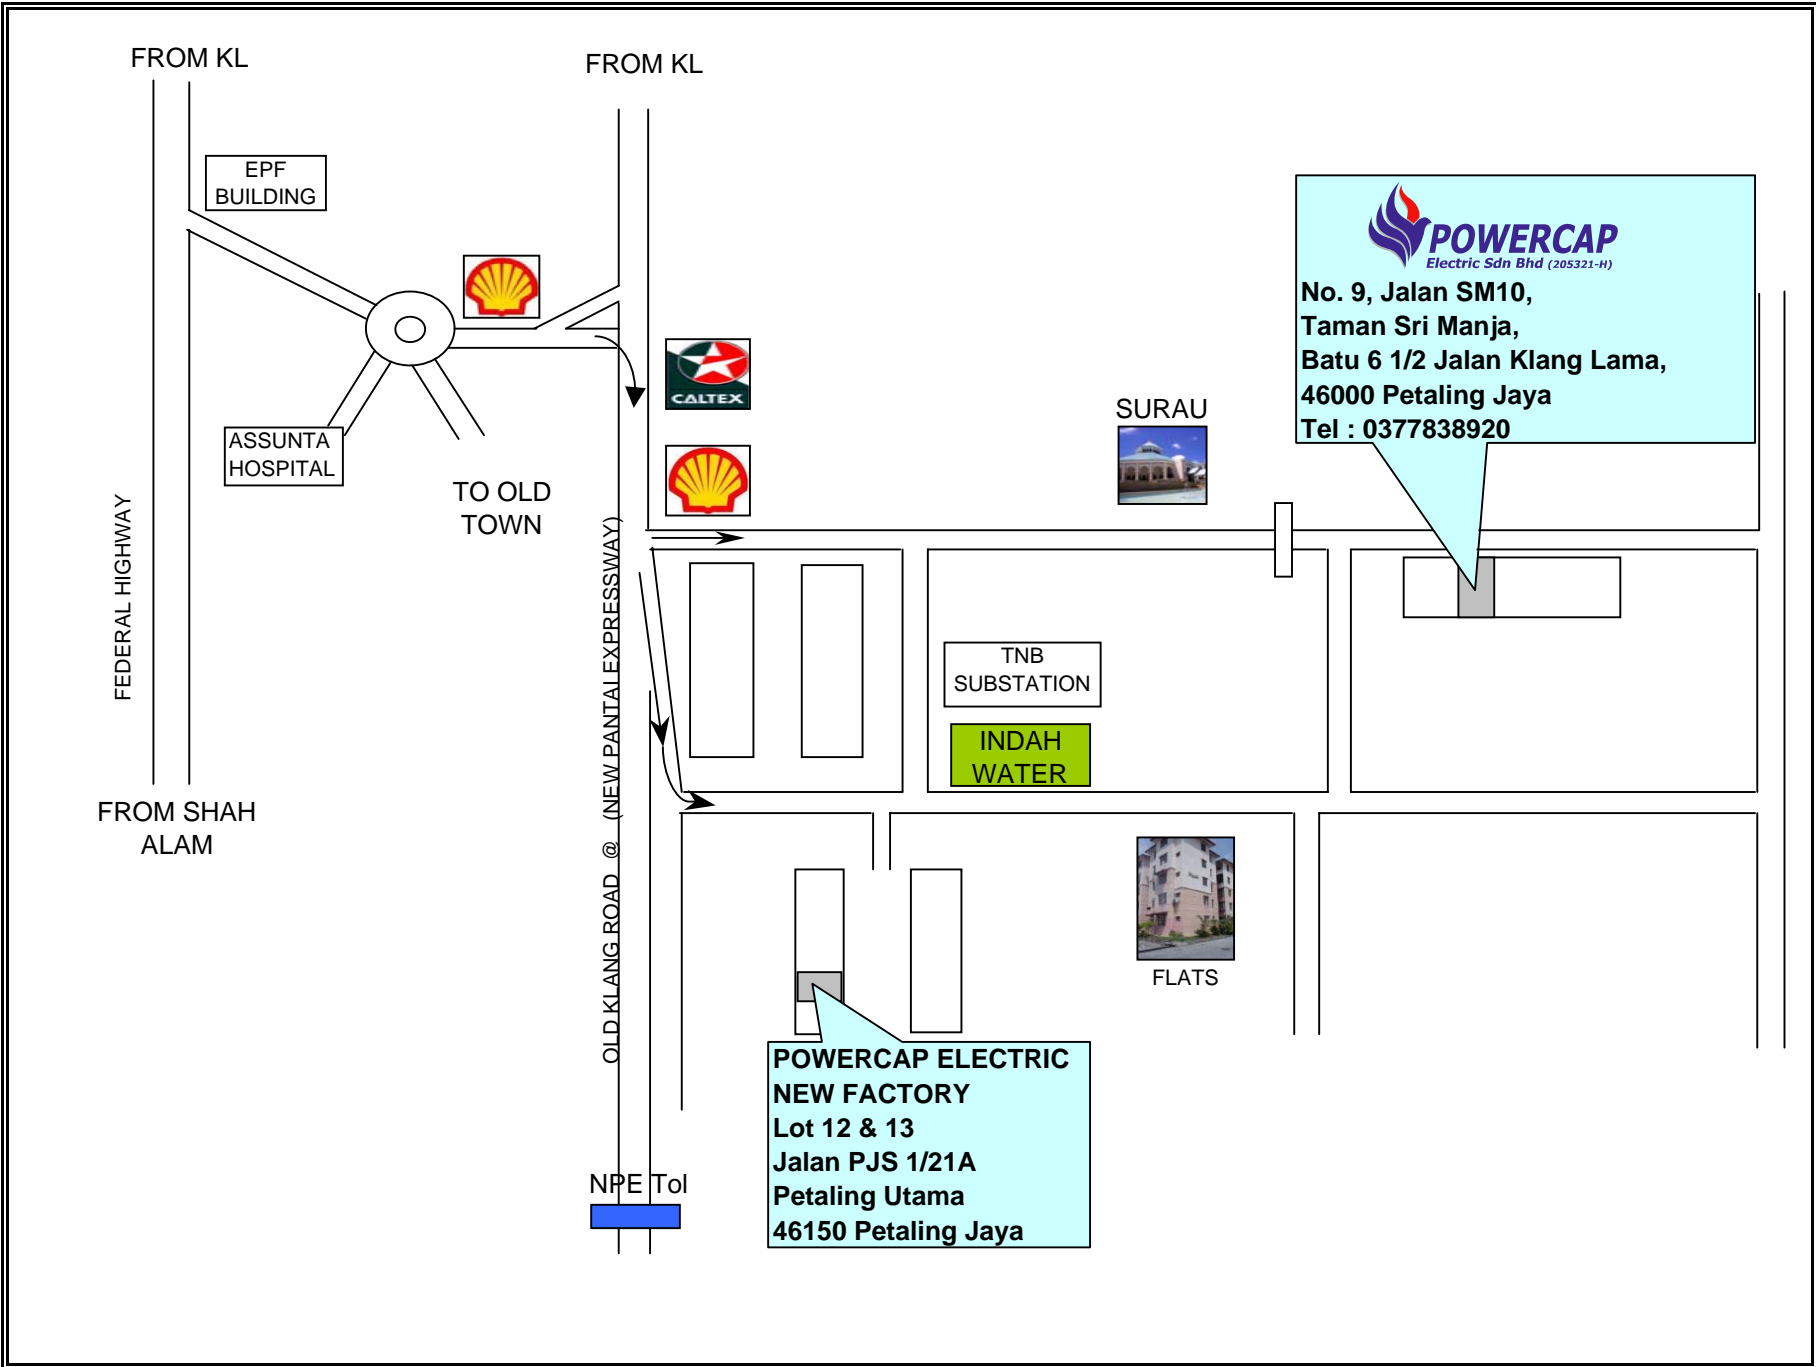 FROM KL
FROM KL
EPF
BUILDING
POWERCAP
Electric Sdn Bhd (205321-H)
No. 9, Jalan SM10,
Taman Sri Manja,
Batu 6 1/2 Jalan Klang Lama,
46000 Petaling Jaya
Tel : 0377838920
CALTEX
SURAU
ASSUNTA
HOSPITAL
TO OLD
TOWN
FEDERAL HIGHWAY
OLD KLANG ROAD @ (NEW PANTAI EXPRESSWAY)
TNB
SUBSTATION
INDAH
WATER
FROM SHAH
ALAM
FLATS
POWERCAP ELECTRIC
NEW FACTORY
Lot 12 & 13
Jalan PJS 1/21A
Petaling Utama
46150 Petaling Jaya
NPE Tol